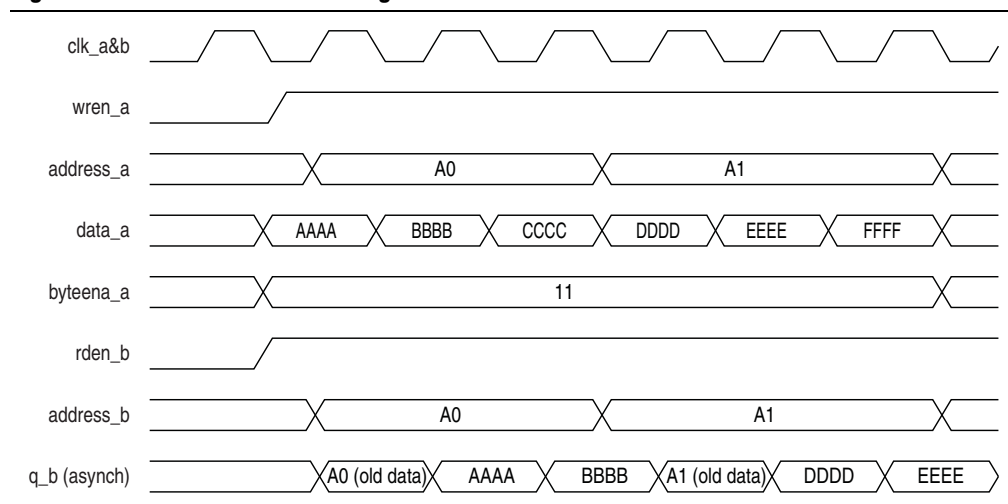 clk_a&b
wren_a
address_a A0 A1
data_a AAAA BBBB CCCC DDDD EEEE FFFF
byteena_a 11
rden_b
address_b A0 A1
q_b (asynch) A0 (old data) AAAA BBBB A1 (old data) DDDD EEEE